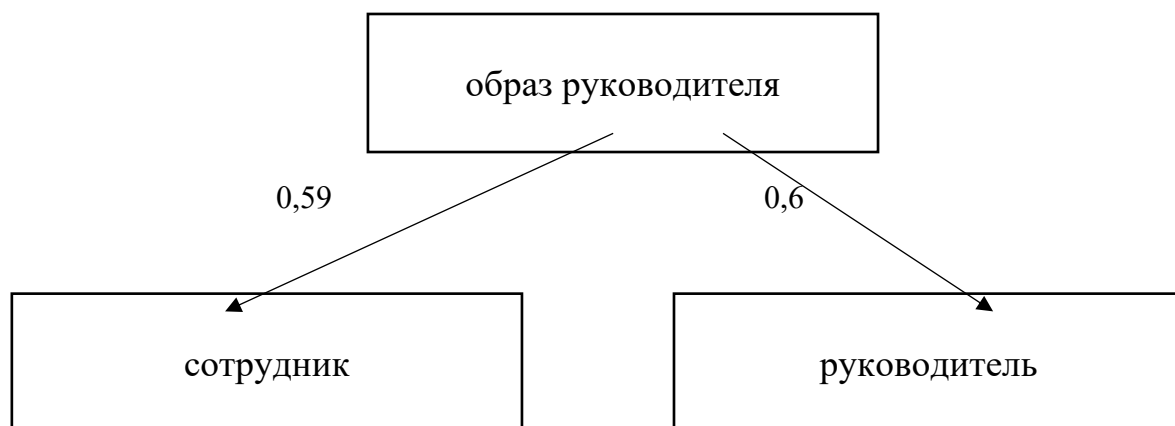 образ руководителя
0,59
0,6
сотрудник
руководитель